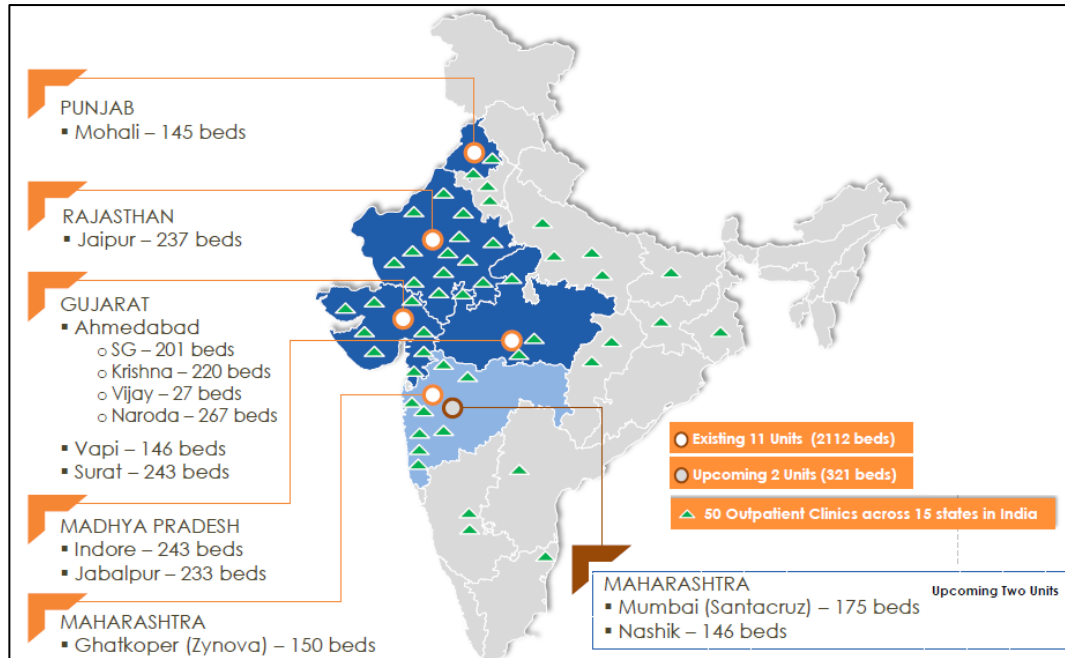 PUNJAB
▪ Mohali – 145 beds
RAJASTHAN
▪ Jaipur – 237 beds
GUJARAT
▪ Ahmedabad
o SG – 201 beds
o Krishna – 220 beds
o Vijay – 27 beds
o Naroda – 267 beds
▪ Vapi – 146 beds
▪ Surat – 243 beds
MADHYA PRADESH
▪ Indore – 243 beds
▪ Jabalpur – 233 beds
MAHARASHTRA
▪ Ghatkoper (Zynova) – 150 beds
Existing 11 Units (2112 beds)
Upcoming 2 Units (321 beds)
50 Outpatient Clinics across 15 states in India
MAHARASHTRA
Upcoming Two Units
▪ Mumbai (Santacruz) – 175 beds
▪ Nashik – 146 beds